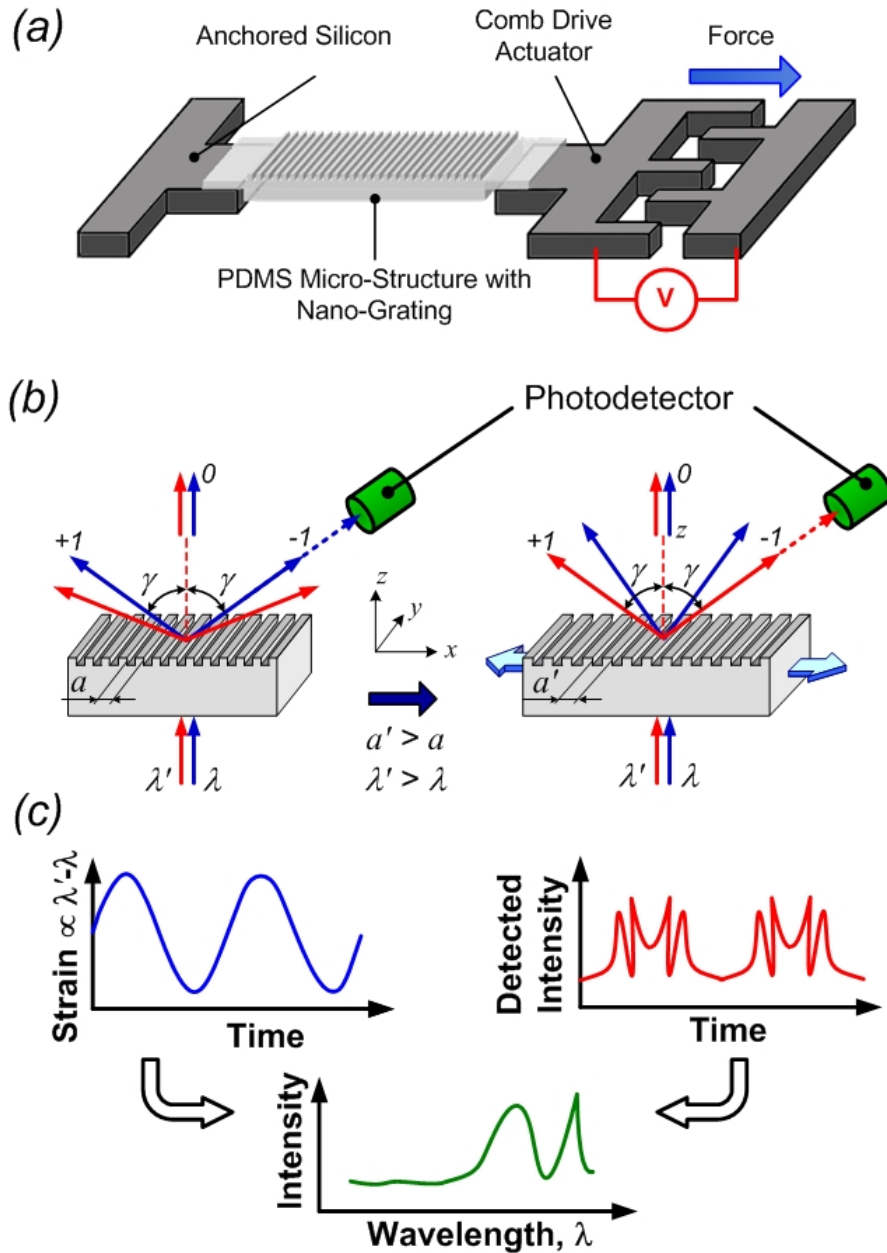 (a)
Anchored Silicon
Comb Drive
Actuator
Force
PDMS Micro-Structure with
Nano-Grating
V
(b)
Photodetector
0
+1
-1
γ
γ
a
λ'
λ
z
y
x
a' > a
λ' > λ
0
z
+1
-1
γ
γ
a'
λ'
λ
(c)
Strain ∝ λ'-λ
Time
Detected
Intensity
Time
Intensity
Wavelength, λ